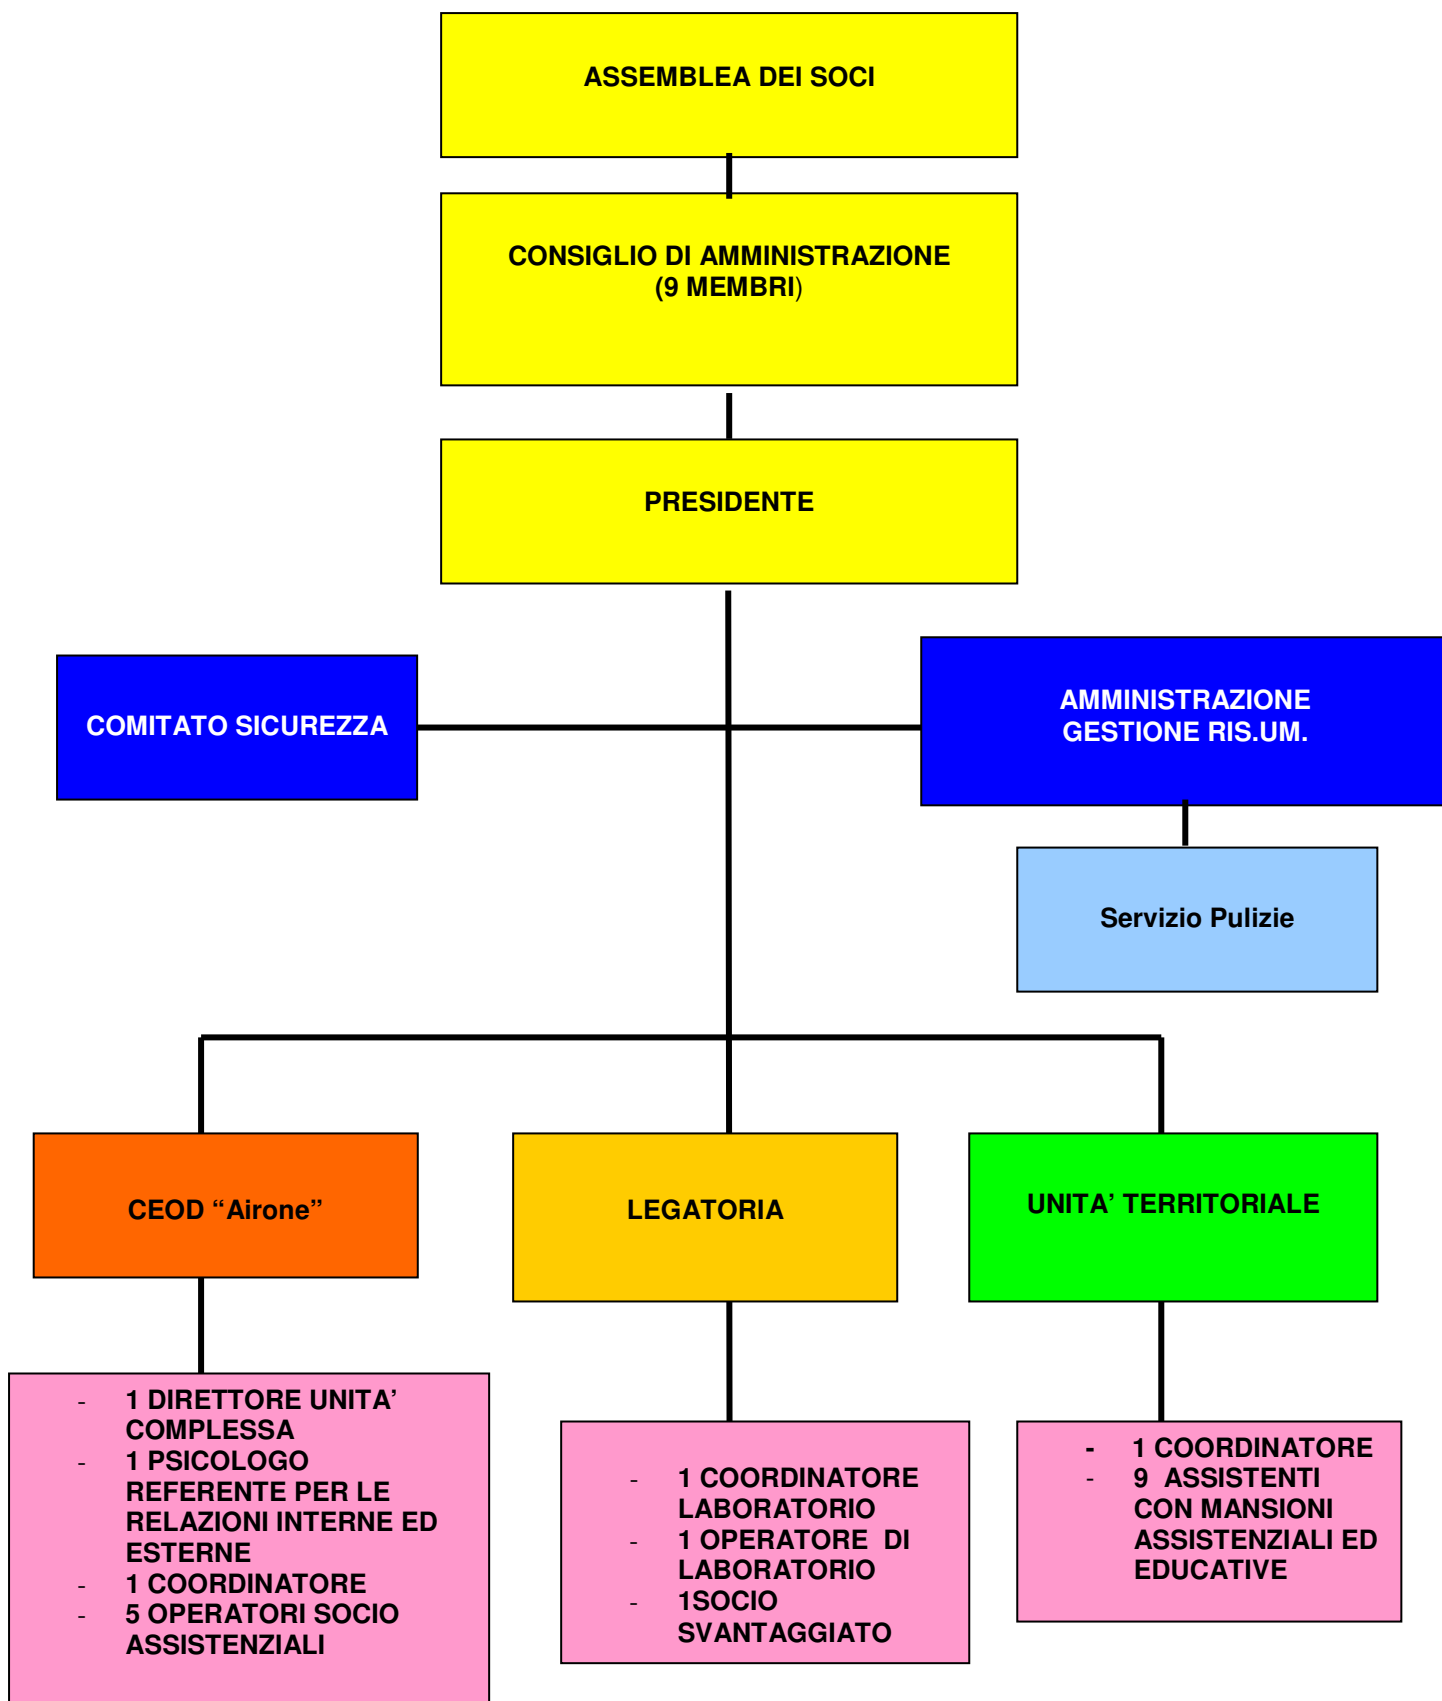 ASSEMBLEA DEI SOCI
CONSIGLIO DI AMMINISTRAZIONE
(9 MEMBRI)
PRESIDENTE
COMITATO SICUREZZA
AMMINISTRAZIONE
GESTIONE RIS.UM.
Servizio Pulizie
CEOD “Airone”
LEGATORIA
UNITA’ TERRITORIALE
- 1 DIRETTORE UNITA’
COMPLESSA
- 1 PSICOLOGO
REFERENTE PER LE
RELAZIONI INTERNE ED
ESTERNE
- 1 COORDINATORE
- 5 OPERATORI SOCIO
ASSISTENZIALI
- 1 COORDINATORE
LABORATORIO
- 1 OPERATORE DI
LABORATORIO
- 1SOCIO
SVANTAGGIATO
- 1 COORDINATORE
- 9 ASSISTENTI
CON MANSIONI
ASSISTENZIALI ED
EDUCATIVE